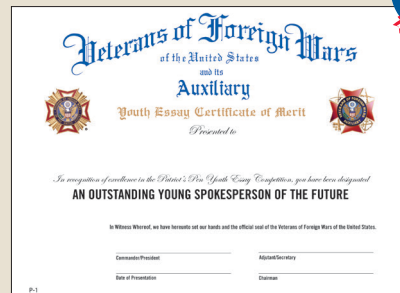 Veterans of Foreign Wars
of the United States
and its
Auxiliary
Youth Essay Certificate of Merit
Presented to
In recognition of excellence in the Patriot's Pen Youth Essay Competition, you have been designated
AN OUTSTANDING YOUNG SPOKESPERSON OF THE FUTURE
In Witness Whereof, we have hereunto set our hands and the official seal of the Veterans of Foreign Wars of the United States.
Commander/President
Adjutant/Secretary
Date of Presentation
Chairman
P-1